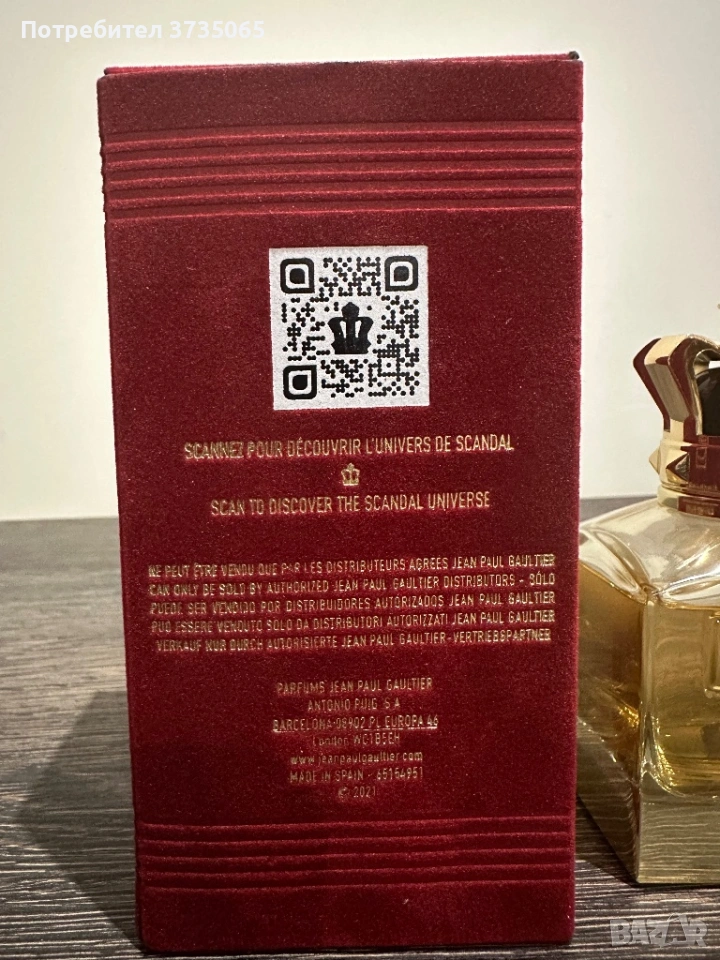 Потребител 3735065
SCANNEZ POUR DÉCOUVRIR L'UNIVERS DE SCANDAL
SCAN TO DISCOVER THE SCANDAL UNIVERSE
NE PEUT ÊTRE VENDU QUE PAR LES DISTRIBUTEURS AGREES JEAN PAUL GAULTIER
CAN ONLY BE SOLD BY AUTHORIZED JEAN PAUL GAULTIER DISTRIBUTORS - SÓLO
PUEDE SER VENDIDO POR DISTRIBUIDORES AUTORIZADOS JEAN PAUL GAULTIER
PUÒ ESSERE VENDUTO SOLO DA DISTRIBUTORI AUTORIZZATI JEAN PAUL GAULTIER
VERKAUF NUR DURCH AUTORISIERTE JEAN PAUL GAULTIER-VERTRIEBSPARTNER
PARFUMS JEAN PAUL GAULTIER
ANTONIO PUIG S.A
BARCELONA-08902 PL EUROPA 46
London WC1B5EH
www.jeanpaulgaultier.com
MADE IN SPAIN - 65154951
© 2021
BAZAR